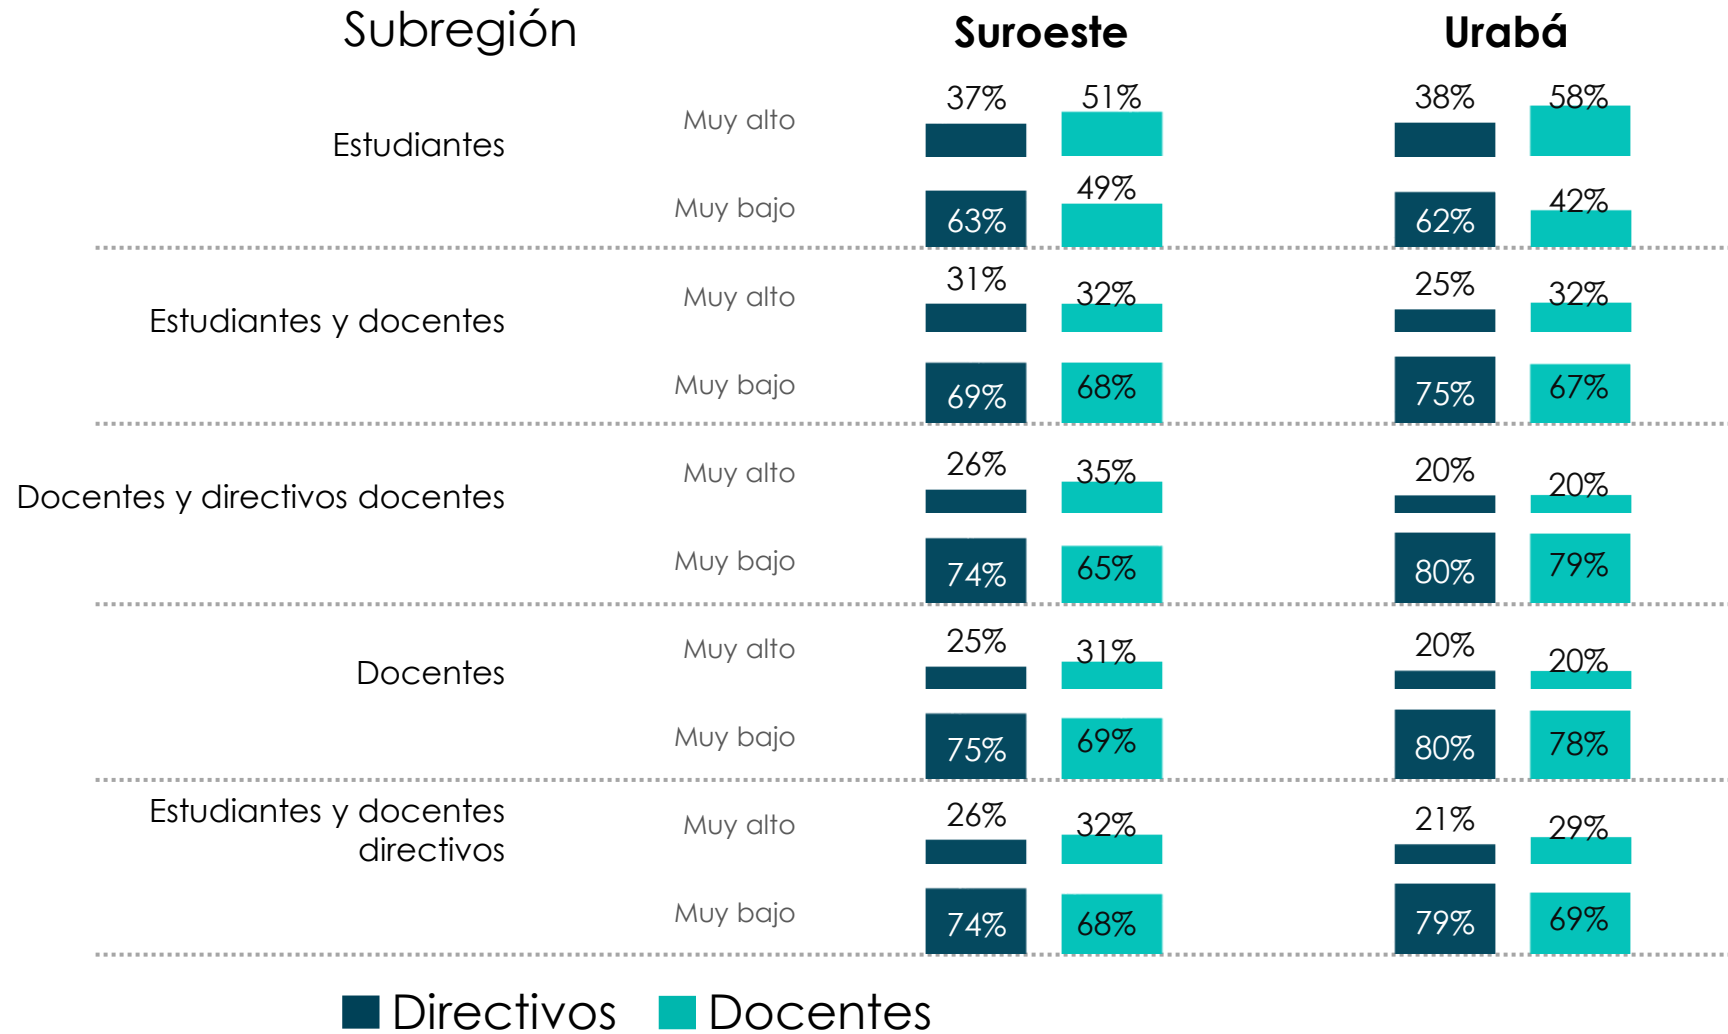 Subregión Suroeste Urabá
37% 51% 38% 58%
Muy alto
Estudiantes
49% 42%
Muy bajo
63% 62%
31% 32% 25% 32%
Muy alto
Estudiantes y docentes
Muy bajo
69% 68% 75% 67%
26% 35% 20% 20%
Muy alto
Docentes y directivos docentes
Muy bajo
74% 65% 80% 79%
25% 31% 20% 20%
Muy alto
Docentes
Muy bajo
75% 69% 80% 78%
Estudiantes y docentes
directivos
26% 32% 21% 29%
Muy alto
Muy bajo
74% 68% 79% 69%
Directivos Docentes